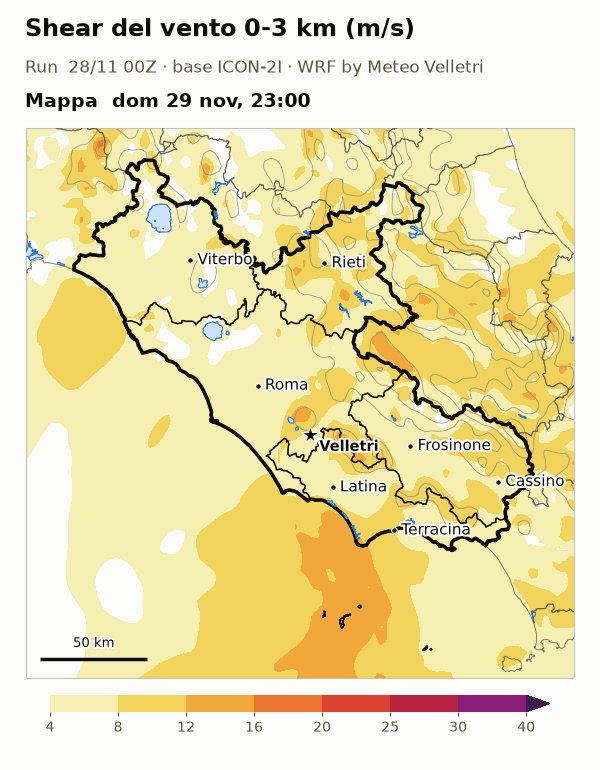 Shear del vento 0-3 km (m/s)
Run  28/11 00Z · base ICON-2I · WRF by Meteo Velletri
Mappa  dom 29 nov, 23:00
Viterbo
Rieti
Roma
Velletri
Frosinone
Cassino
Latina
Terracina
50 km
4 8 12 16 20 25 30 40